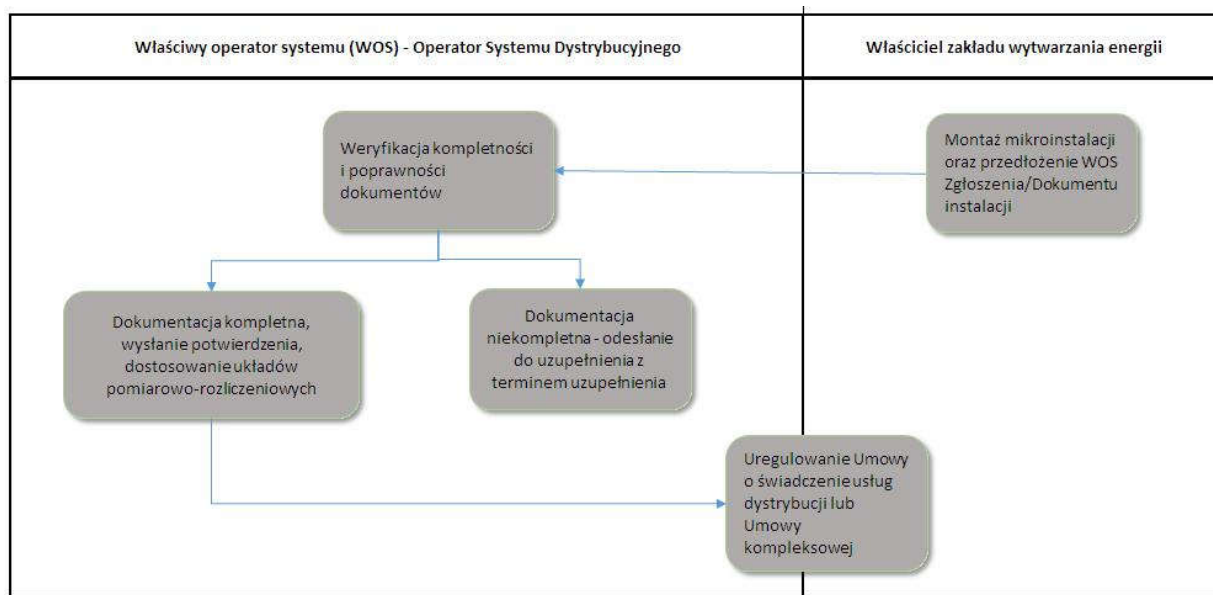 Właściwy operator systemu (WOS) - Operator Systemu Dystrybucyjnego
Właściciel zakładu wytwarzania energii
Montaż mikroinstalacji
oraz przedłożenie WOS
Zgłoszenia/Dokumentu
instalacji
Weryfikacja kompletności
i poprawności
dokumentów
Dokumentacja kompletna,
wysłanie potwierdzenia,
dostosowanie układów
pomiarowo-rozliczeniowych
Dokumentacja
niekompletna - odesłanie
do uzupełnienia z
terminem uzupełnienia
Uregulowanie Umowy
o świadczenie usług
dystrybucji lub
Umowy
kompleksowej